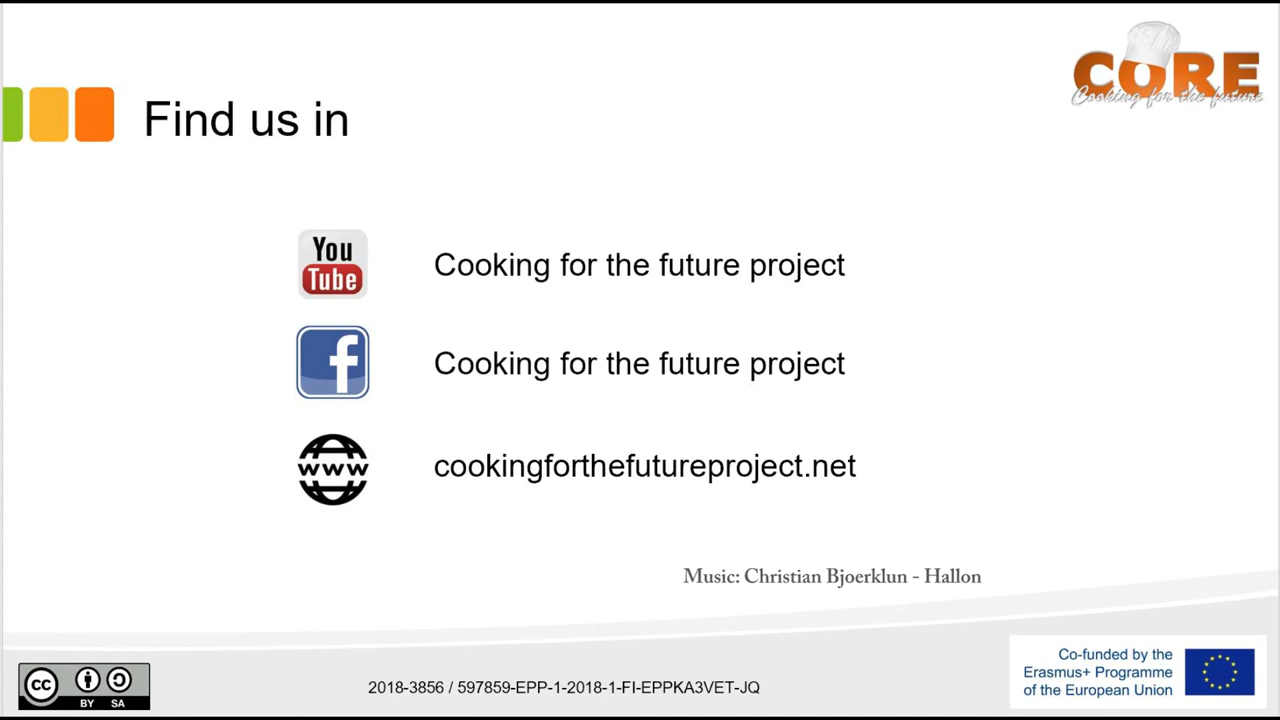 CORE
Cooking for the future
Find us in
You
Tube
Cooking for the future project
f
Cooking for the future project
www
cookingforthefutureproject.net
Music: Christian Bjoerklun - Hallon
cc
BY SA
2018-3856 / 597859-EPP-1-2018-1-FI-EPPKA3VET-JQ
Co-funded by the
Erasmus+ Programme
of the European Union